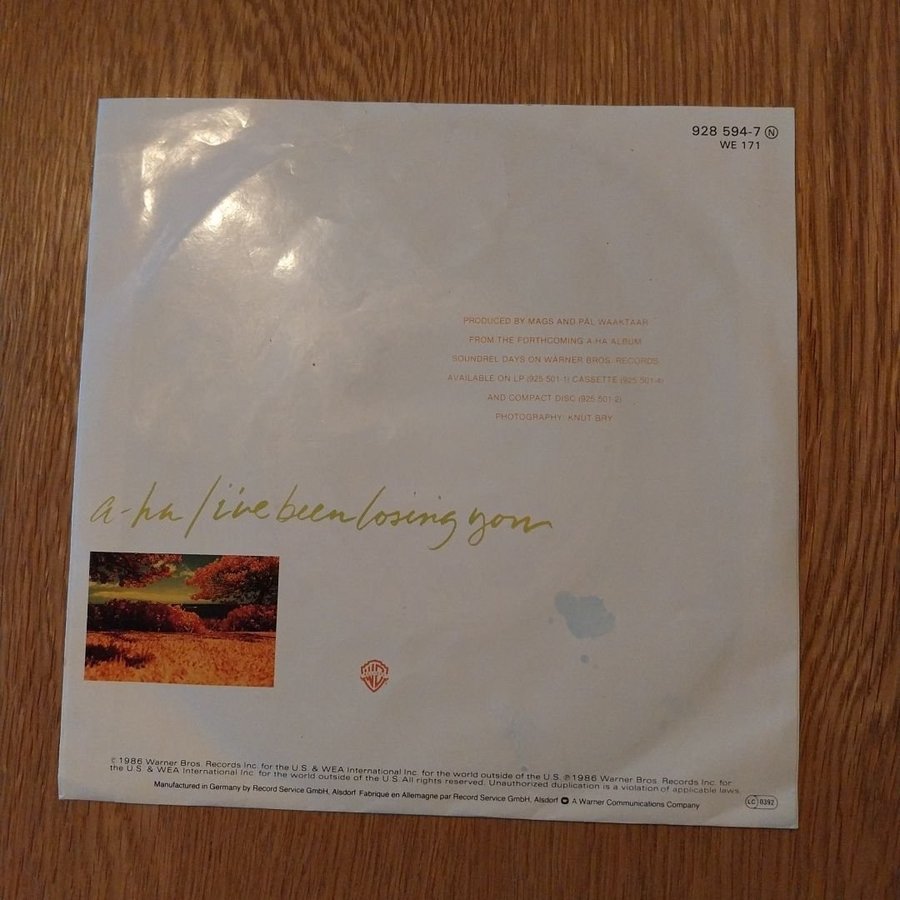 928 594-7 Ⓝ
WE 171
PRODUCED BY MAGS AND PÅL WAAKTAAR
FROM THE FORTHCOMING A-HA ALBUM
SOUNDREL DAYS ON WARNER BROS. RECORDS
AVAILABLE ON LP (925 501-1) CASSETTE (925 501-4)
AND COMPACT DISC (925 501-2)
PHOTOGRAPHY: KNUT BRY
a-ha / i've been losing you
© 1986 Warner Bros. Records Inc. for the U.S. & WEA International Inc. for the world outside of the U.S. ℗ 1986 Warner Bros. Records Inc. for
the U.S. & WEA International Inc. for the world outside of the U.S. All rights reserved. Unauthorized duplication is a violation of applicable laws
Manufactured in Germany by Record Service GmbH, Alsdorf Fabriqué en Allemagne par Record Service GmbH, Alsdorf A Warner Communications Company
LC 0392